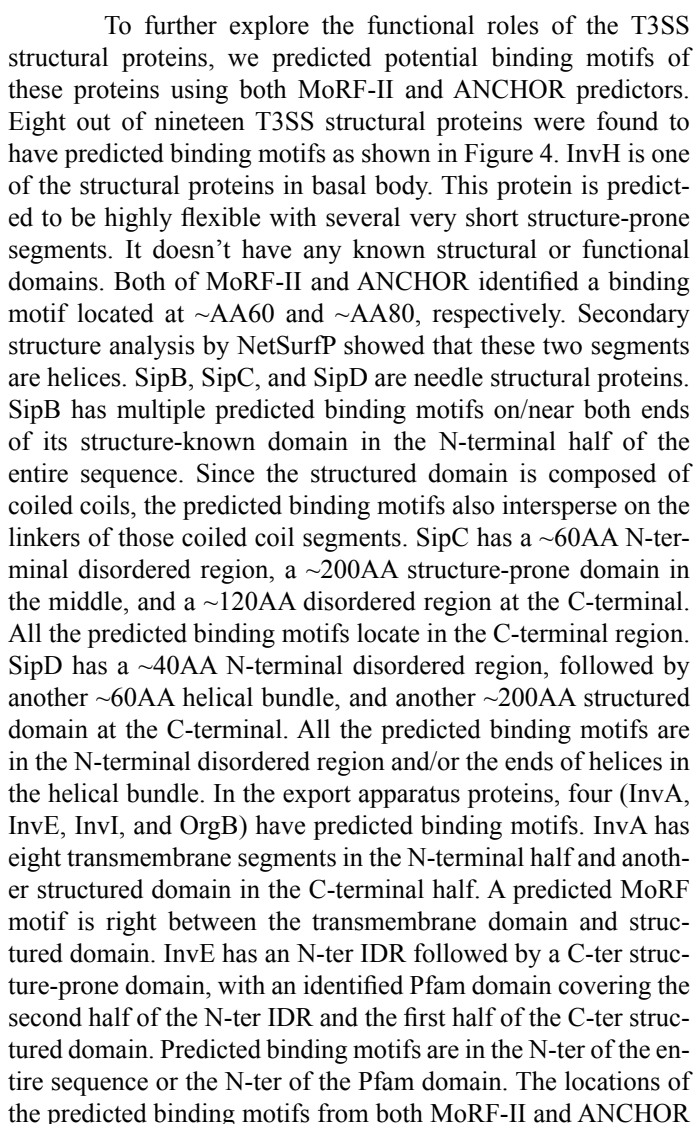 To further explore the functional roles of the T3SS
structural proteins, we predicted potential binding motifs of
these proteins using both MoRF-II and ANCHOR predictors.
Eight out of nineteen T3SS structural proteins were found to
have predicted binding motifs as shown in Figure 4. InvH is one
of the structural proteins in basal body. This protein is predict-
ed to be highly flexible with several very short structure-prone
segments. It doesn’t have any known structural or functional
domains. Both of MoRF-II and ANCHOR identified a binding
motif located at ~AA60 and ~AA80, respectively. Secondary
structure analysis by NetSurfP showed that these two segments
are helices. SipB, SipC, and SipD are needle structural proteins.
SipB has multiple predicted binding motifs on/near both ends
of its structure-known domain in the N-terminal half of the
entire sequence. Since the structured domain is composed of
coiled coils, the predicted binding motifs also intersperse on the
linkers of those coiled coil segments. SipC has a ~60AA N-ter-
minal disordered region, a ~200AA structure-prone domain in
the middle, and a ~120AA disordered region at the C-terminal.
All the predicted binding motifs locate in the C-terminal region.
SipD has a ~40AA N-terminal disordered region, followed by
another ~60AA helical bundle, and another ~200AA structured
domain at the C-terminal. All the predicted binding motifs are
in the N-terminal disordered region and/or the ends of helices in
the helical bundle. In the export apparatus proteins, four (InvA,
InvE, InvI, and OrgB) have predicted binding motifs. InvA has
eight transmembrane segments in the N-terminal half and anoth-
er structured domain in the C-terminal half. A predicted MoRF
motif is right between the transmembrane domain and struc-
tured domain. InvE has an N-ter IDR followed by a C-ter struc-
ture-prone domain, with an identified Pfam domain covering the
second half of the N-ter IDR and the first half of the C-ter struc-
tured domain. Predicted binding motifs are in the N-ter of the en-
tire sequence or the N-ter of the Pfam domain. The locations of
the predicted binding motifs from both MoRF-II and ANCHOR